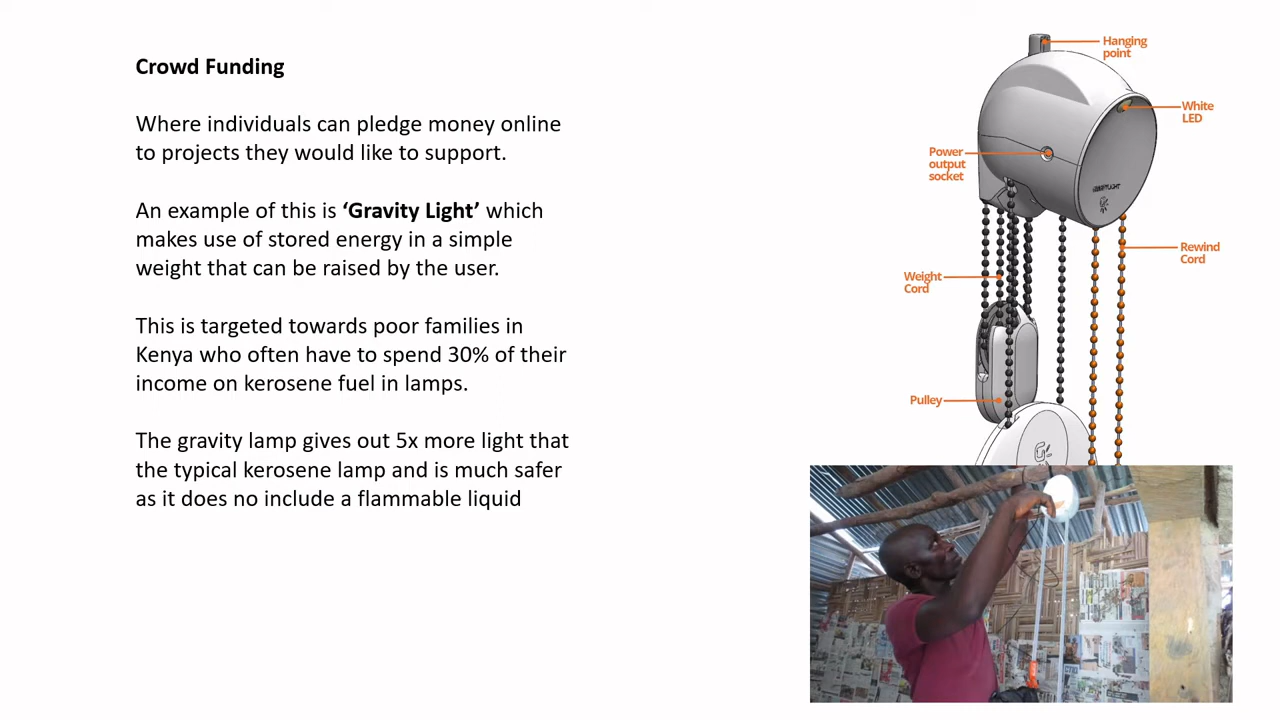 Crowd Funding
Where individuals can pledge money online
to projects they would like to support.
An example of this is ‘Gravity Light’ which
makes use of stored energy in a simple
weight that can be raised by the user.
This is targeted towards poor families in
Kenya who often have to spend 30% of their
income on kerosene fuel in lamps.
The gravity lamp gives out 5x more light that
the typical kerosene lamp and is much safer
as it does no include a flammable liquid
Hanging
point
White
LED
Power
output
socket
Rewind
Cord
Weight
Cord
Pulley